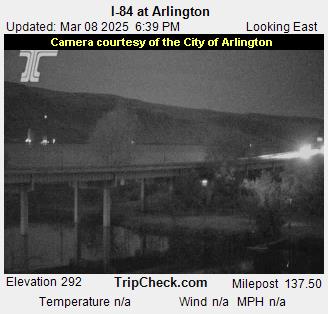 I-84 at Arlington
Updated: Mar 08 2025 6:39 PM Looking East
Camera courtesy of the City of Arlington
Elevation 292 TripCheck.com Milepost 137.50
Temperature n/a Wind n/a MPH n/a